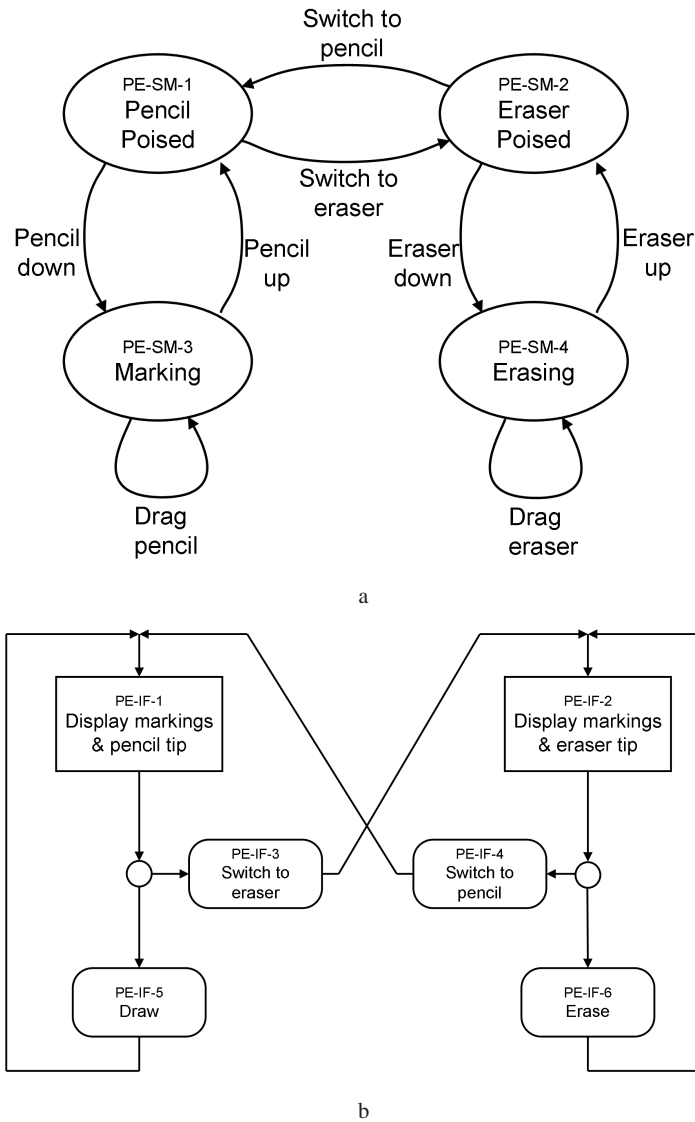 Switch to
pencil
PE-SM-1
Pencil
Poised
PE-SM-2
Eraser
Poised
Switch to
eraser
Pencil
down
Pencil
up
Eraser
down
Eraser
up
PE-SM-3
Marking
PE-SM-4
Erasing
Drag
pencil
Drag
eraser
a
PE-IF-1
Display markings
& pencil tip
PE-IF-2
Display markings
& eraser tip
PE-IF-3
Switch to
eraser
PE-IF-4
Switch to
pencil
PE-IF-5
Draw
PE-IF-6
Erase
b